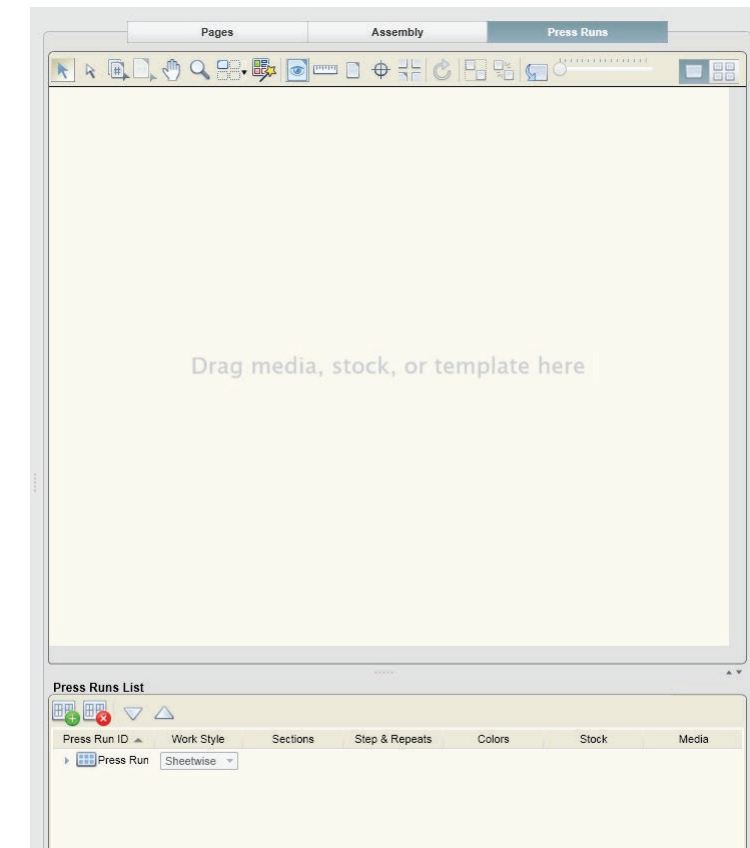 Pages Assembly Press Runs
Drag media, stock, or template here
Press Runs List
Press Run ID Work Style Sections Step & Repeats Colors Stock Media
Press Run Sheetwise